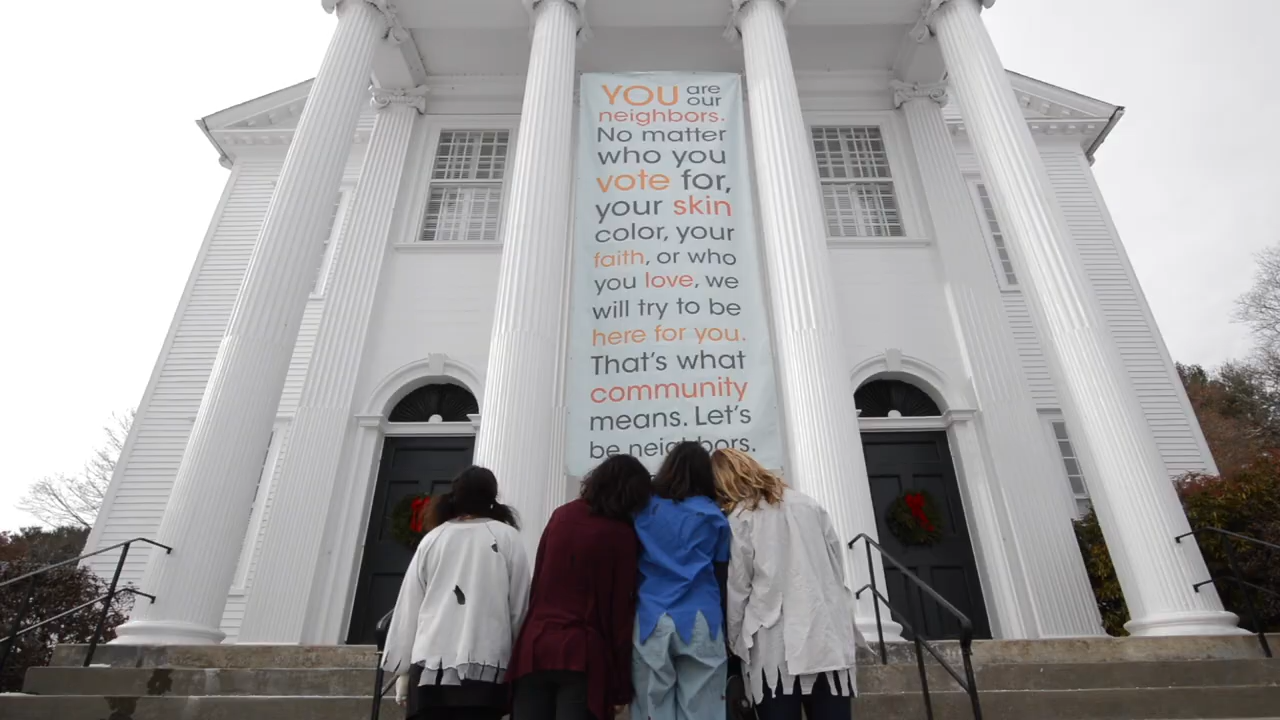 YOU are
our
neighbors.
No matter
who you
vote for,
your skin
color, your
faith, or who
you love, we
will try to be
here for you.
That's what
community
means. Let's
be neighbors.